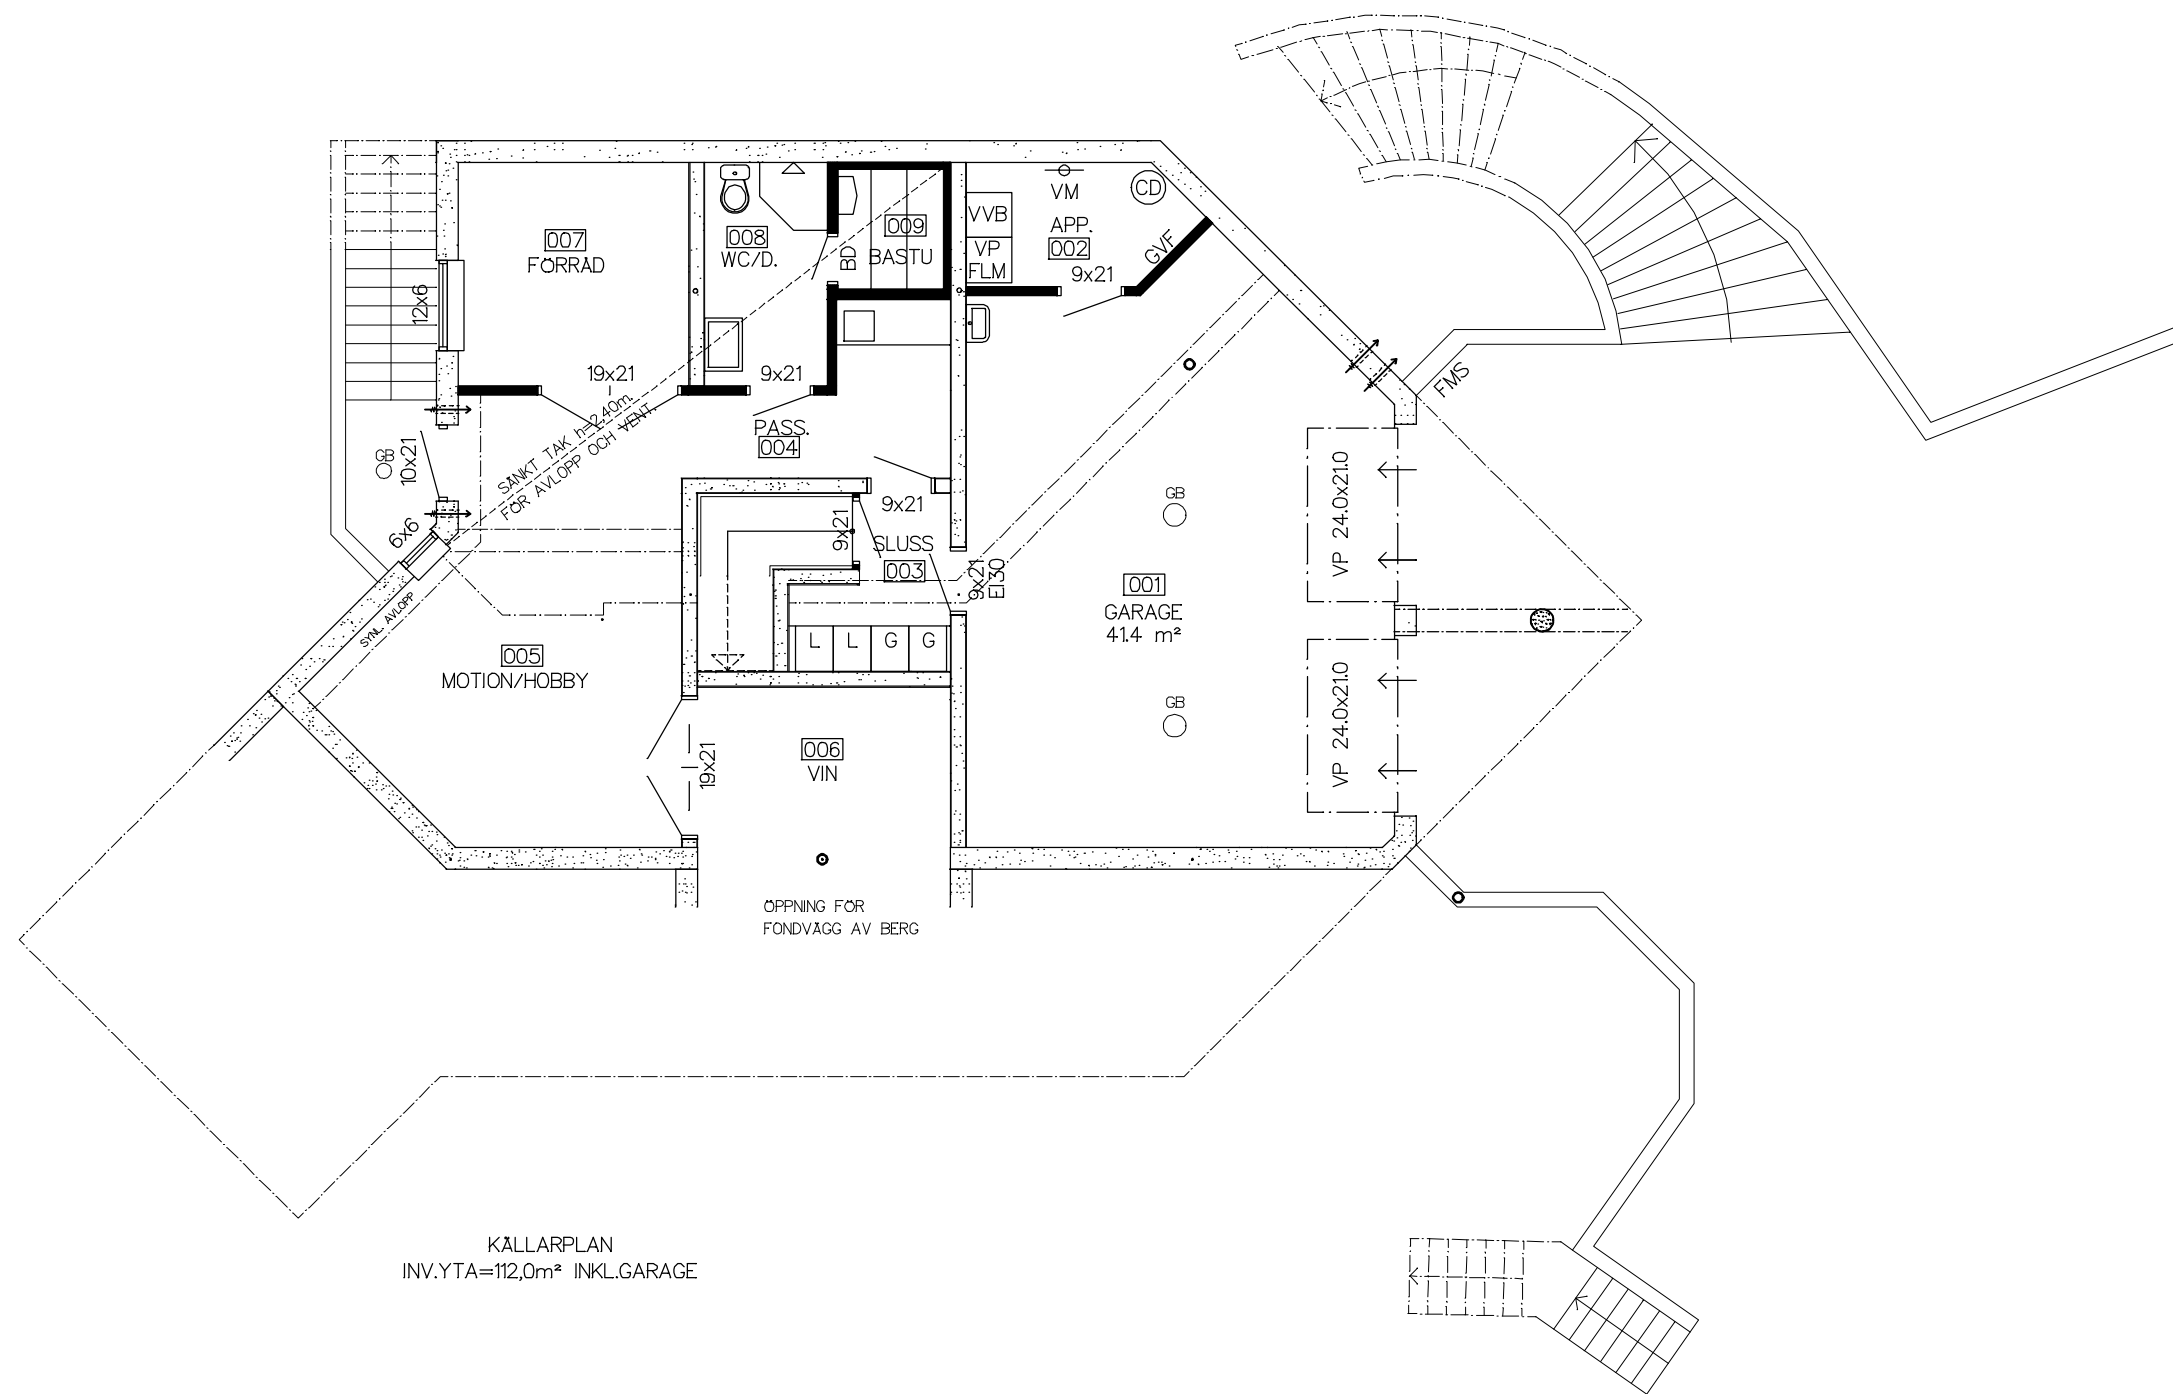 VM
CD
VVB
APP.
002
VP
FLM
9x21
GVF
007
FÖRRÅD
008
WC/D.
BD
009
BASTU
12x6
19x21
9x21
FMS
SÄNKT TAK h=2.40m.
FÖR AVLOPP OCH VENT.
PASS.
004
GB
10x21
6x6
9x21
9x21
SLUSS
003
9x21
EI30
GB
VP 24.0x21.0
001
GARAGE
41.4 m²
SYNL. AVLOPP
L
L
G
G
005
MOTION/HOBBY
GB
VP 24.0x21.0
19x21
006
VIN
ÖPPNING FÖR
FONDVÄGG AV BERG
KÄLLARPLAN
INV.YTA=112,0m² INKL.GARAGE